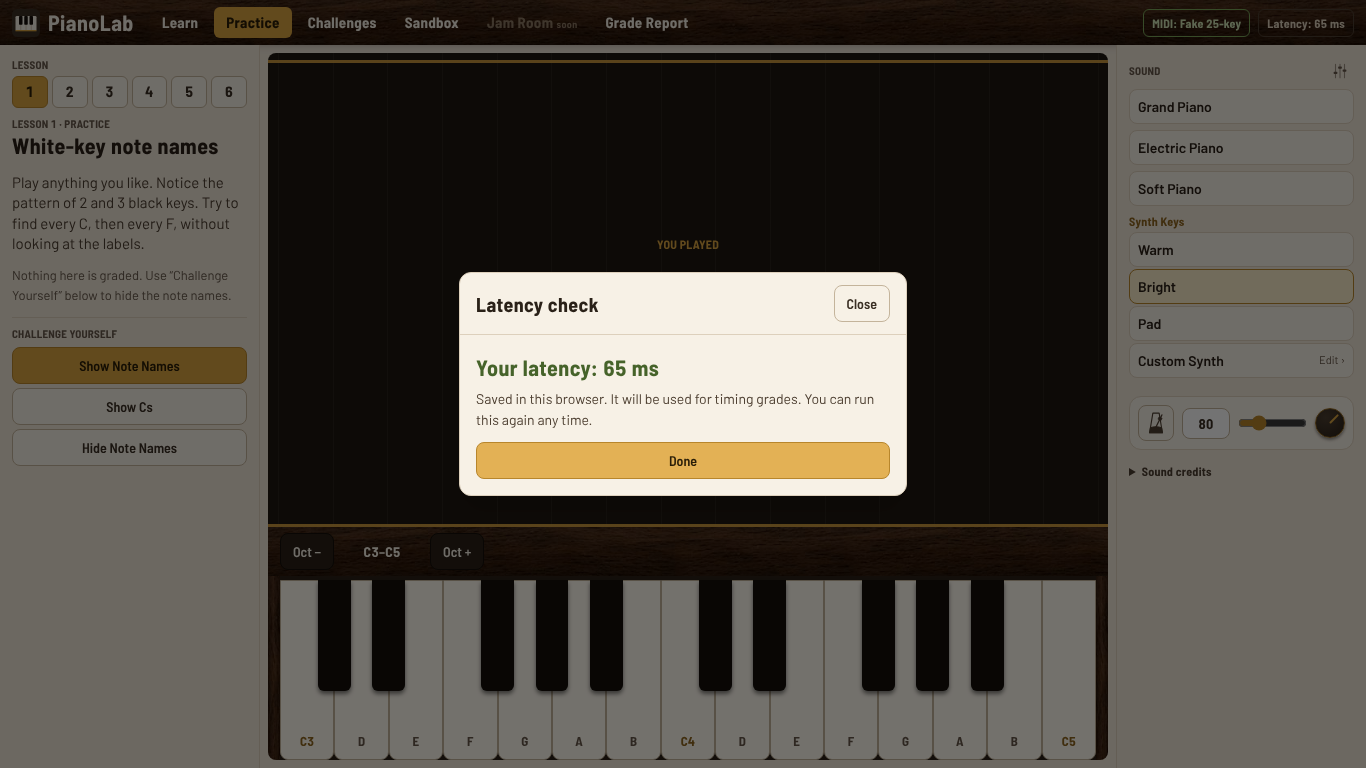 PianoLab
Learn
Practice
Challenges
Sandbox
Jam Room soon
Grade Report
MIDI: Fake 25-key
Latency: 65 ms
LESSON
1 2 3 4 5 6
LESSON 1 · PRACTICE
White-key note names
Play anything you like. Notice the
pattern of 2 and 3 black keys. Try to
find every C, then every F, without
looking at the labels.
Nothing here is graded. Use "Challenge
Yourself" below to hide the note names.
CHALLENGE YOURSELF
Show Note Names
Show Cs
Hide Note Names
YOU PLAYED
Latency check
Close
Your latency: 65 ms
Saved in this browser. It will be used for timing grades. You can run
this again any time.
Done
Oct −
C3–C5
Oct +
C3 D E F G A B C4 D E F G A B C5
SOUND
Grand Piano
Electric Piano
Soft Piano
Synth Keys
Warm
Bright
Pad
Custom Synth
Edit ›
80
Sound credits